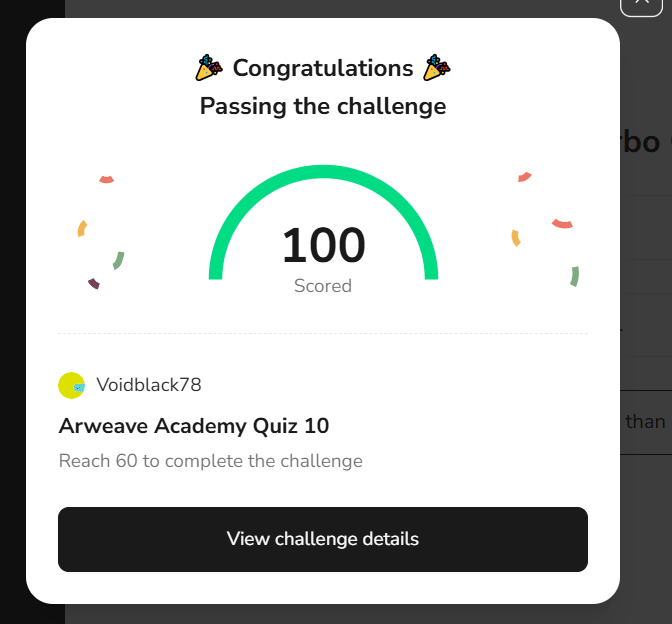 Congratulations
Passing the challenge
rbo
100
Scored
than
Voidblack78
Arweave Academy Quiz 10
Reach 60 to complete the challenge
View challenge details